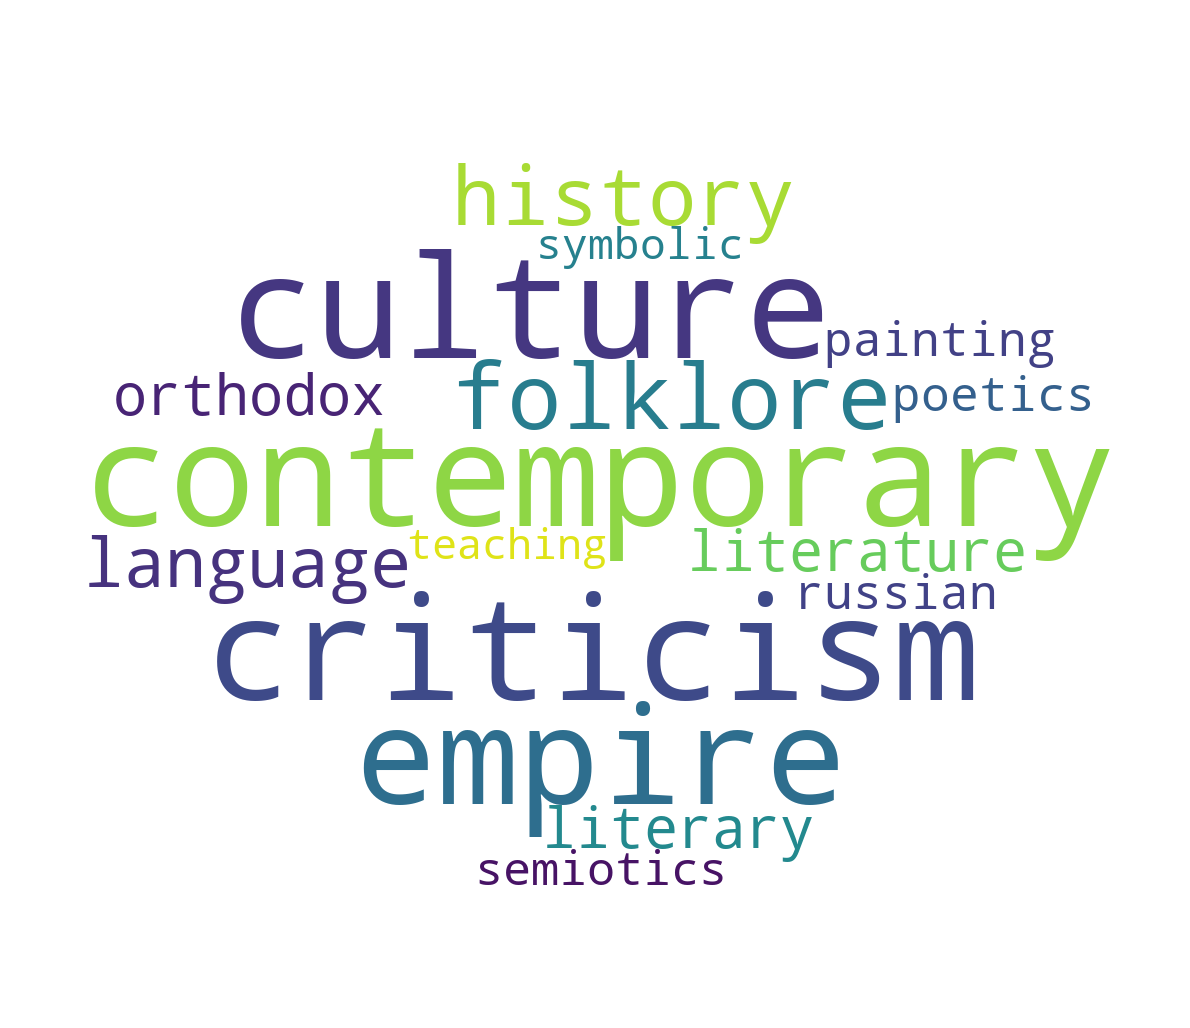 history
symbolic
culture
painting
orthodox
folklore
poetics
contemporary
language
teaching
literature
russian
criticism
empire
literary
semiotics